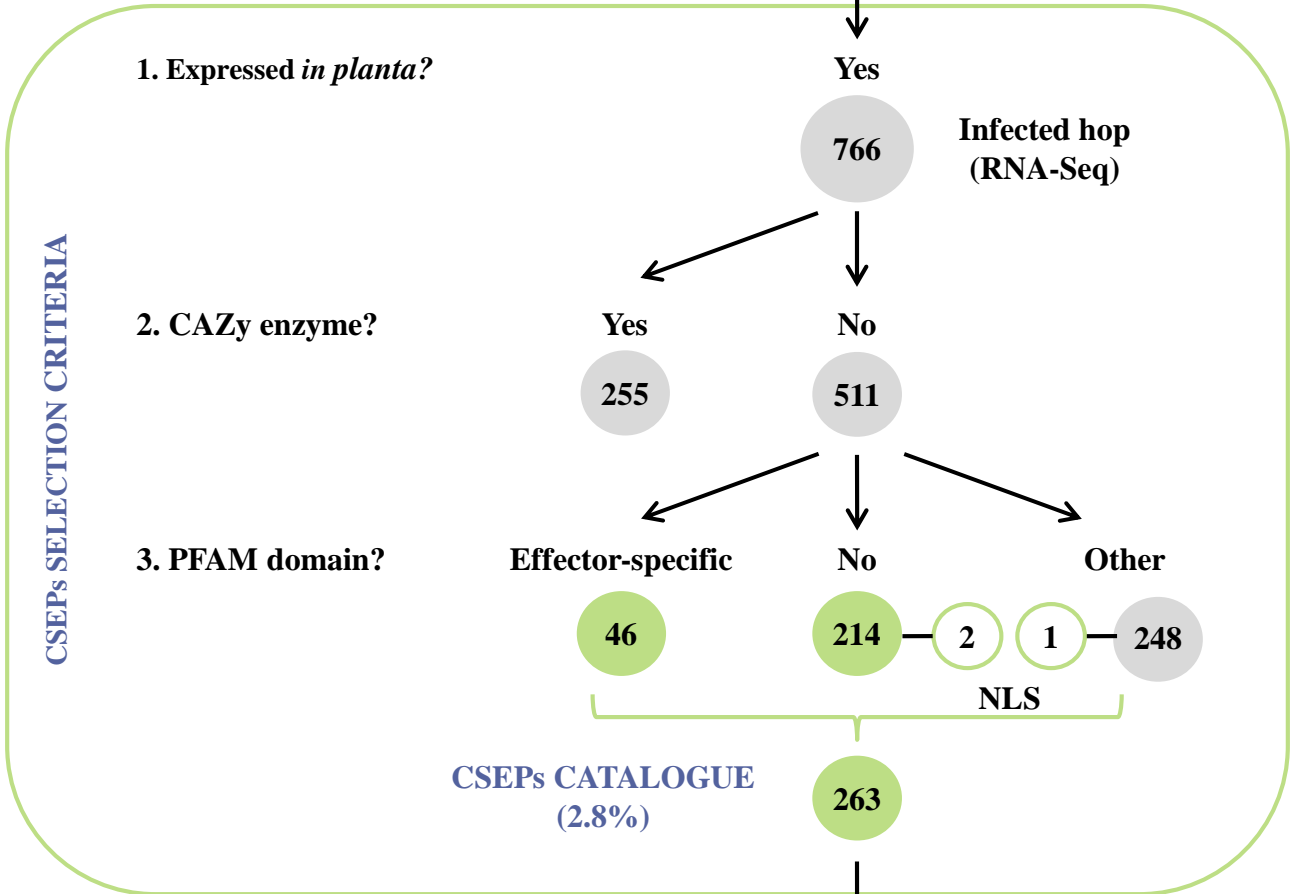 1. Expressed in planta?
Yes
766
Infected hop
(RNA-Seq)
CSEPs SELECTION CRITERIA
2. CAZy enzyme?
Yes
No
255
511
3. PFAM domain?
Effector-specific
No
Other
46
214
2
1
248
NLS
CSEPs CATALOGUE
(2.8%)
263